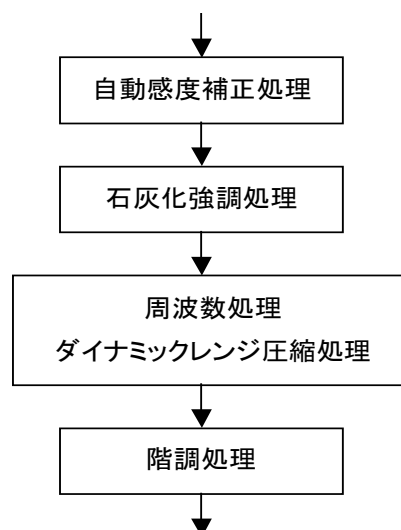 自動感度補正処理
石灰化強調処理
周波数処理
ダイナミックレンジ圧縮処理
階調処理